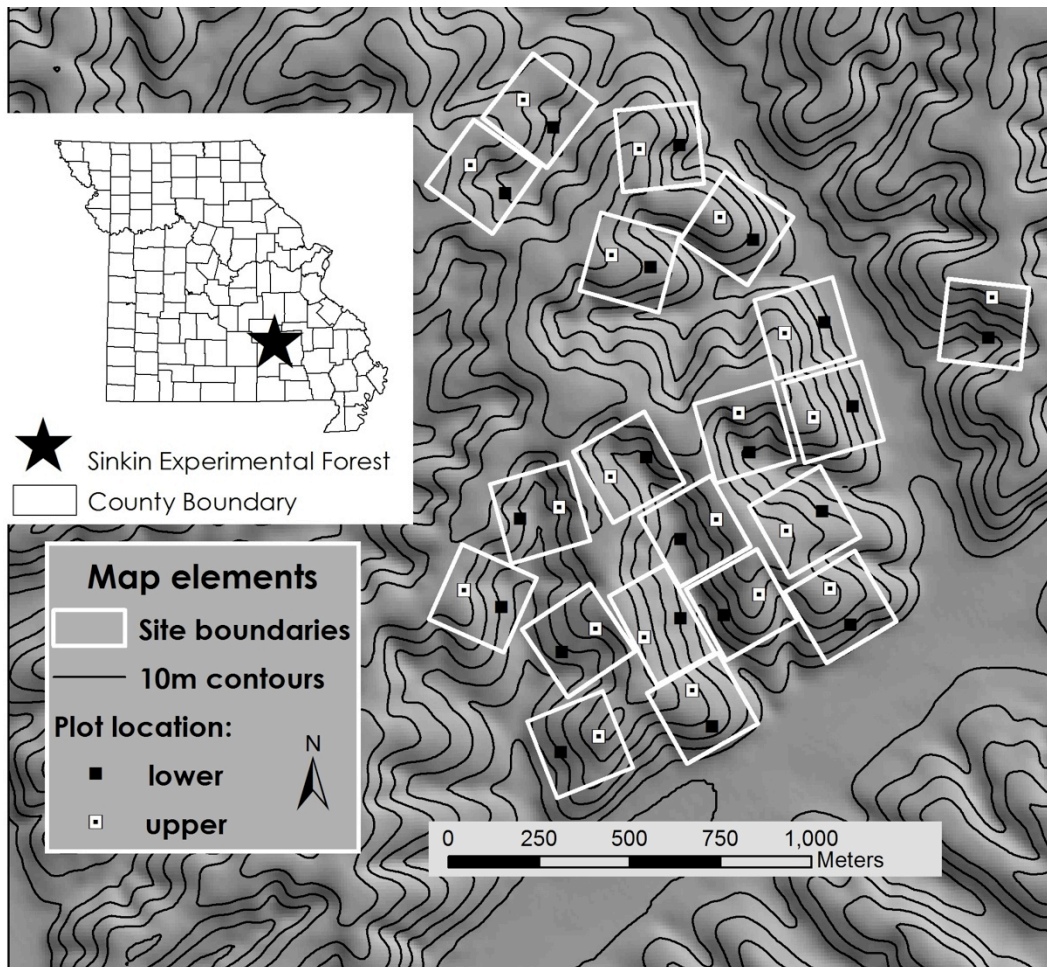 Sinkin Experimental Forest
County Boundary
Map elements
Site boundaries
10m contours
Plot location:
lower
upper
N
0 250 500 750 1,000
Meters